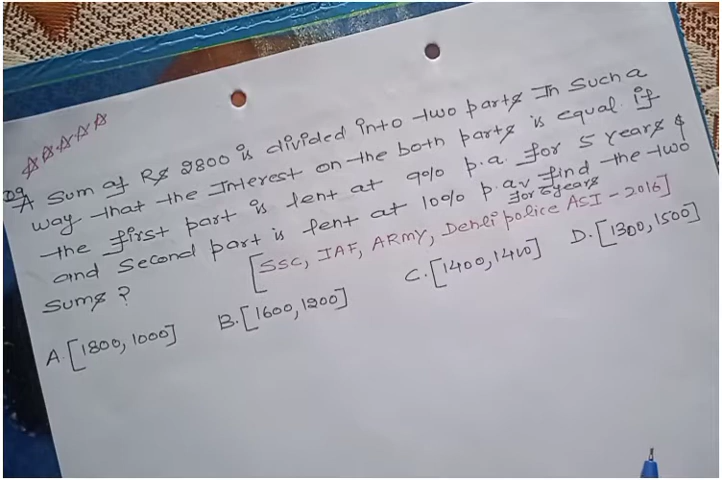 Q9
A Sum of R$ 2800 is divided into two parts In Such a
way that the Interest on the both parts is equal. if
the first part is lent at 9% p.a. for 5 years &
and Second part is lent at 10% p.a. for 6 years find the two
Sums ?
[SSC, IAF, ARMY, Dehli police ASI - 2016]
A. [1800, 1000] B. [1600, 1200] C. [1400, 1400] D. [1300, 1500]